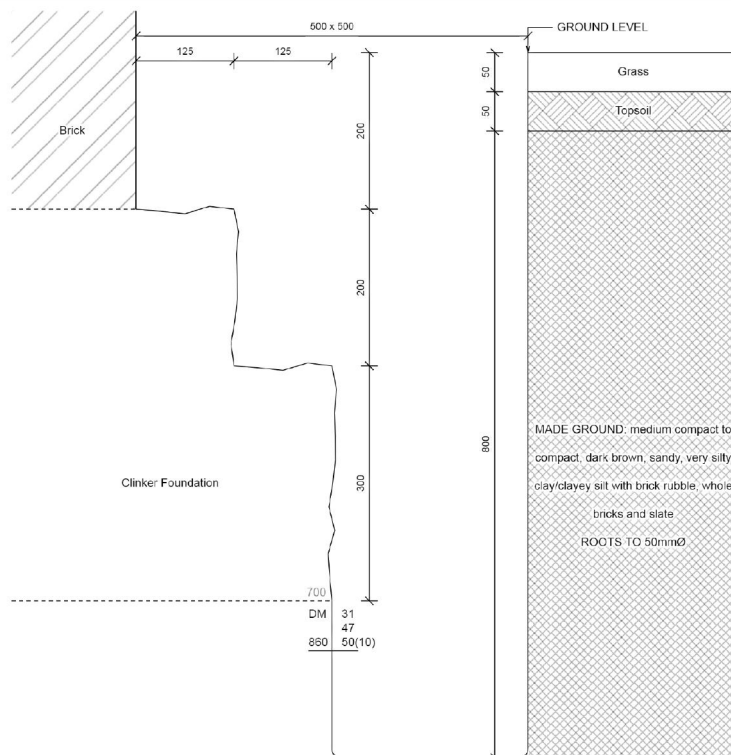 500 x 500
GROUND LEVEL
125
125
50
Grass
50
Topsoil
200
Brick
200
800
MADE GROUND: medium compact to
compact, dark brown, sandy, very silty
clay/clayey silt with brick rubble, whole
bricks and slate
ROOTS TO 50mmØ
Clinker Foundation
300
700
DM 31
47
860 50(10)